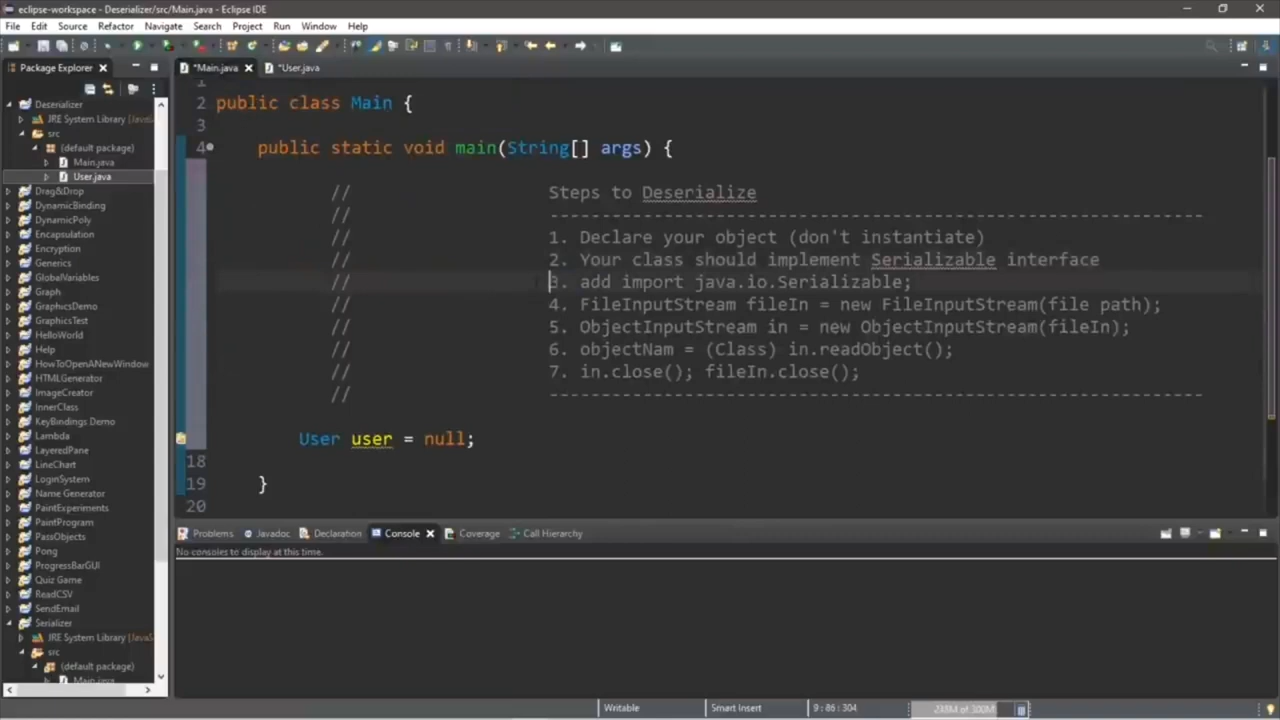 eclipse-workspace - Deserializer/src/Main.java - Eclipse IDE
File Edit Source Refactor Navigate Search Project Run Window Help
Package Explorer
*Main.java
*User.java
Deserializer
JRE System Library [JavaS
src
(default package)
Main.java
User.java
Drag&Drop
DynamicBinding
DynamicPoly
Encapsulation
Encryption
Generics
GlobalVariables
Graph
GraphicsDemo
GraphicsTest
HelloWorld
Help
HowToOpenANewWindow
HTMLGenerator
ImageCreator
InnerClass
KeyBindings Demo
Lambda
LayeredPane
LineChart
LoginSystem
Name Generator
PaintExperiments
PaintProgram
PassObjects
Pong
ProgressBarGUI
Quiz Game
ReadCSV
SendEmail
Serializer
JRE System Library [JavaS
src
(default package)
Main.java
1
2 public class Main {
3
4 public static void main(String[] args) {
// Steps to Deserialize
// ---------------------------------------------------------------
// 1. Declare your object (don't instantiate)
// 2. Your class should implement Serializable interface
// 3. add import java.io.Serializable;
// 4. FileInputStream fileIn = new FileInputStream(file path);
// 5. ObjectInputStream in = new ObjectInputStream(fileIn);
// 6. objectNam = (Class) in.readObject();
// 7. in.close(); fileIn.close();
// ---------------------------------------------------------------
User user = null;
18
19 }
20
Problems Javadoc Declaration Console Coverage Call Hierarchy
No consoles to display at this time.
Writable Smart Insert 9 : 86 : 304 238M of 300M